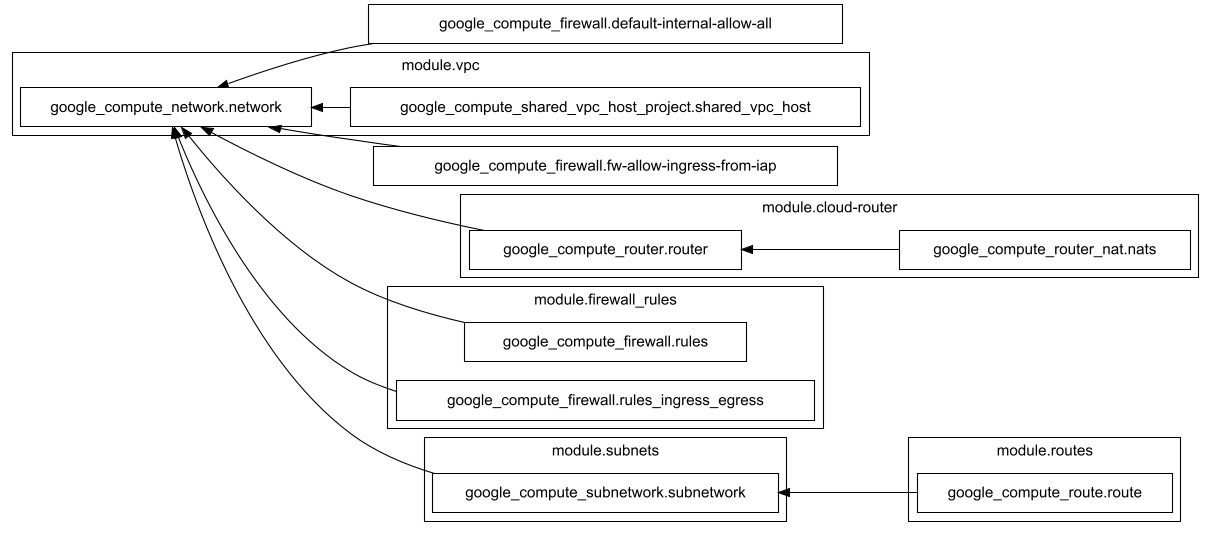 google_compute_firewall.default-internal-allow-all
module.vpc
google_compute_network.network
google_compute_shared_vpc_host_project.shared_vpc_host
google_compute_firewall.fw-allow-ingress-from-iap
module.cloud-router
google_compute_router.router
google_compute_router_nat.nats
module.firewall_rules
google_compute_firewall.rules
google_compute_firewall.rules_ingress_egress
module.subnets
google_compute_subnetwork.subnetwork
module.routes
google_compute_route.route